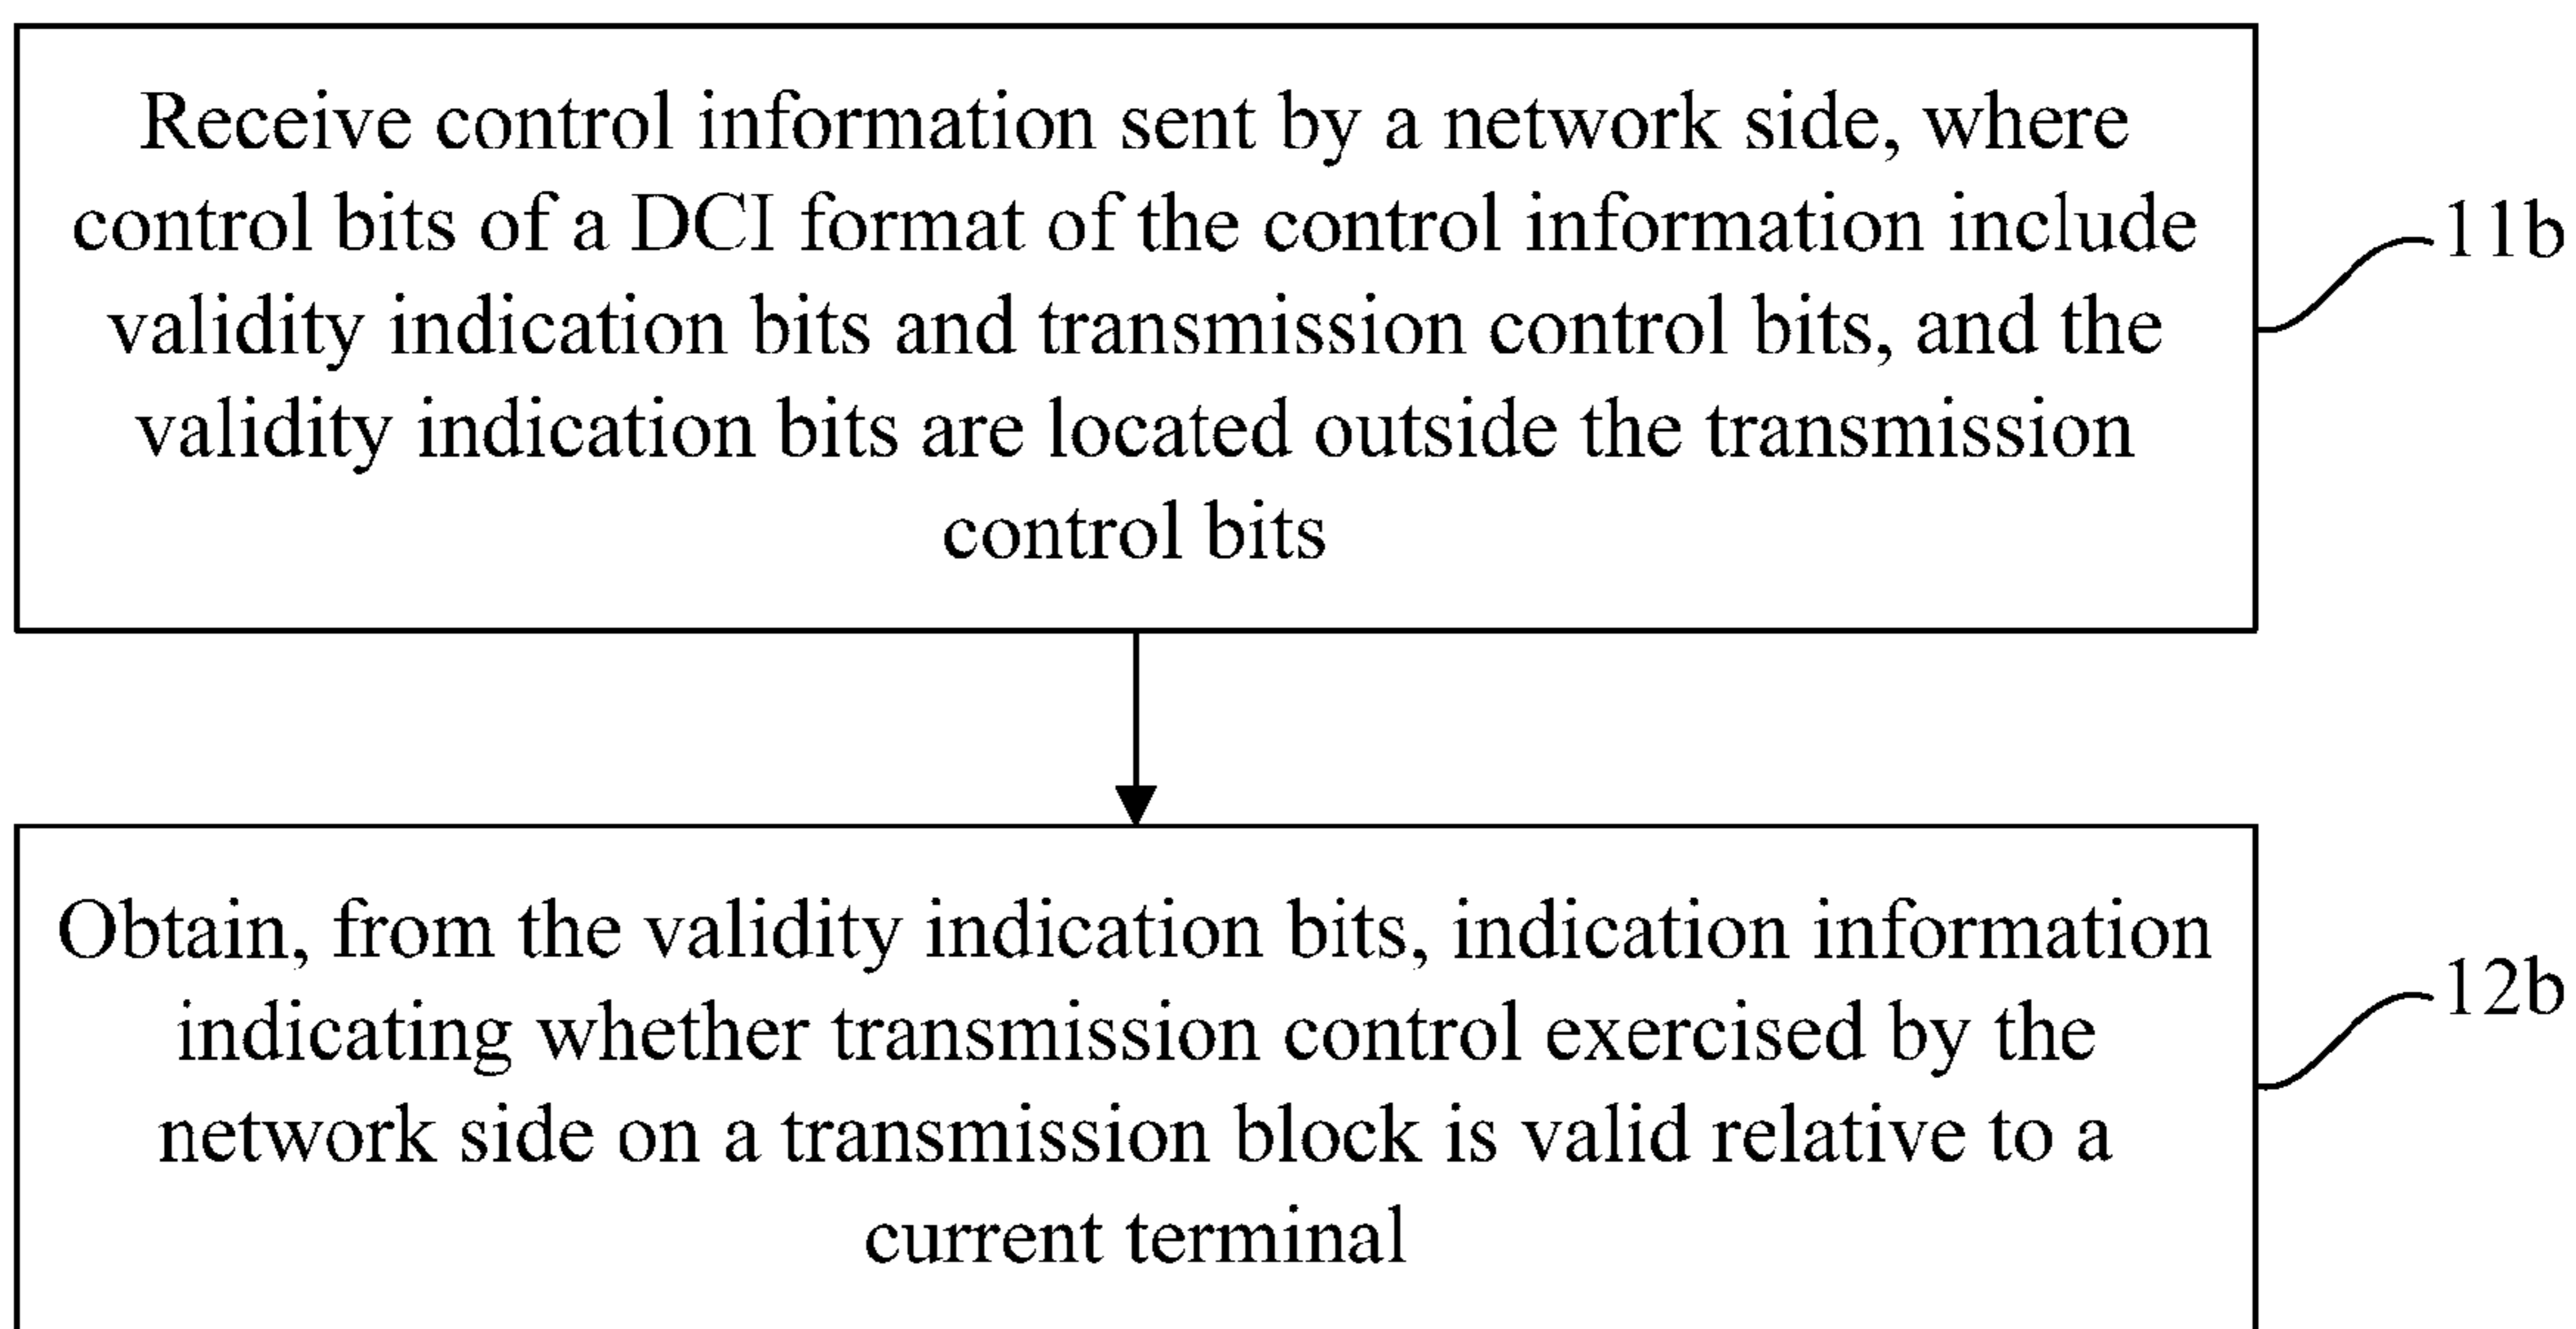 Receive control information sent by a network side, where
control bits of a DCI format of the control information include
validity indication bits and transmission control bits, and the
validity indication bits are located outside the transmission
control bits
11b
Obtain, from the validity indication bits, indication information
indicating whether transmission control exercised by the
network side on a transmission block is valid relative to a
current terminal
12b